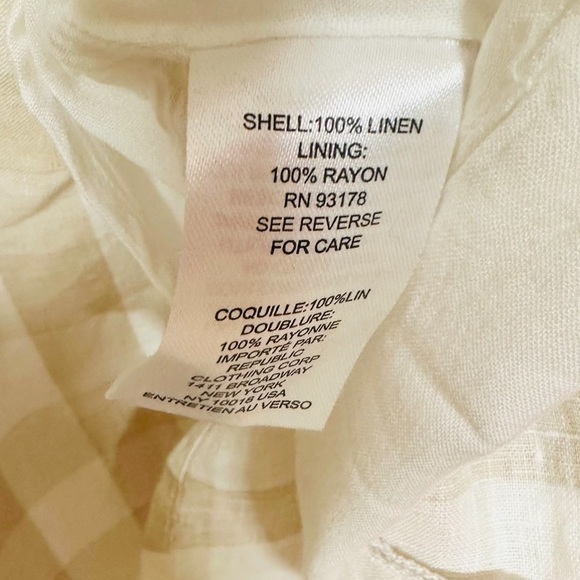 SHELL:100% LINEN
LINING:
100% RAYON
RN 93178
SEE REVERSE
FOR CARE
COQUILLE:100%LIN
DOUBLURE:
100% RAYONNE
IMPORTÉ PAR:
REPUBLIC
CLOTHING CORP
1411 BROADWAY
NEW YORK
NY 10018 USA
ENTRETIEN AU VERSO